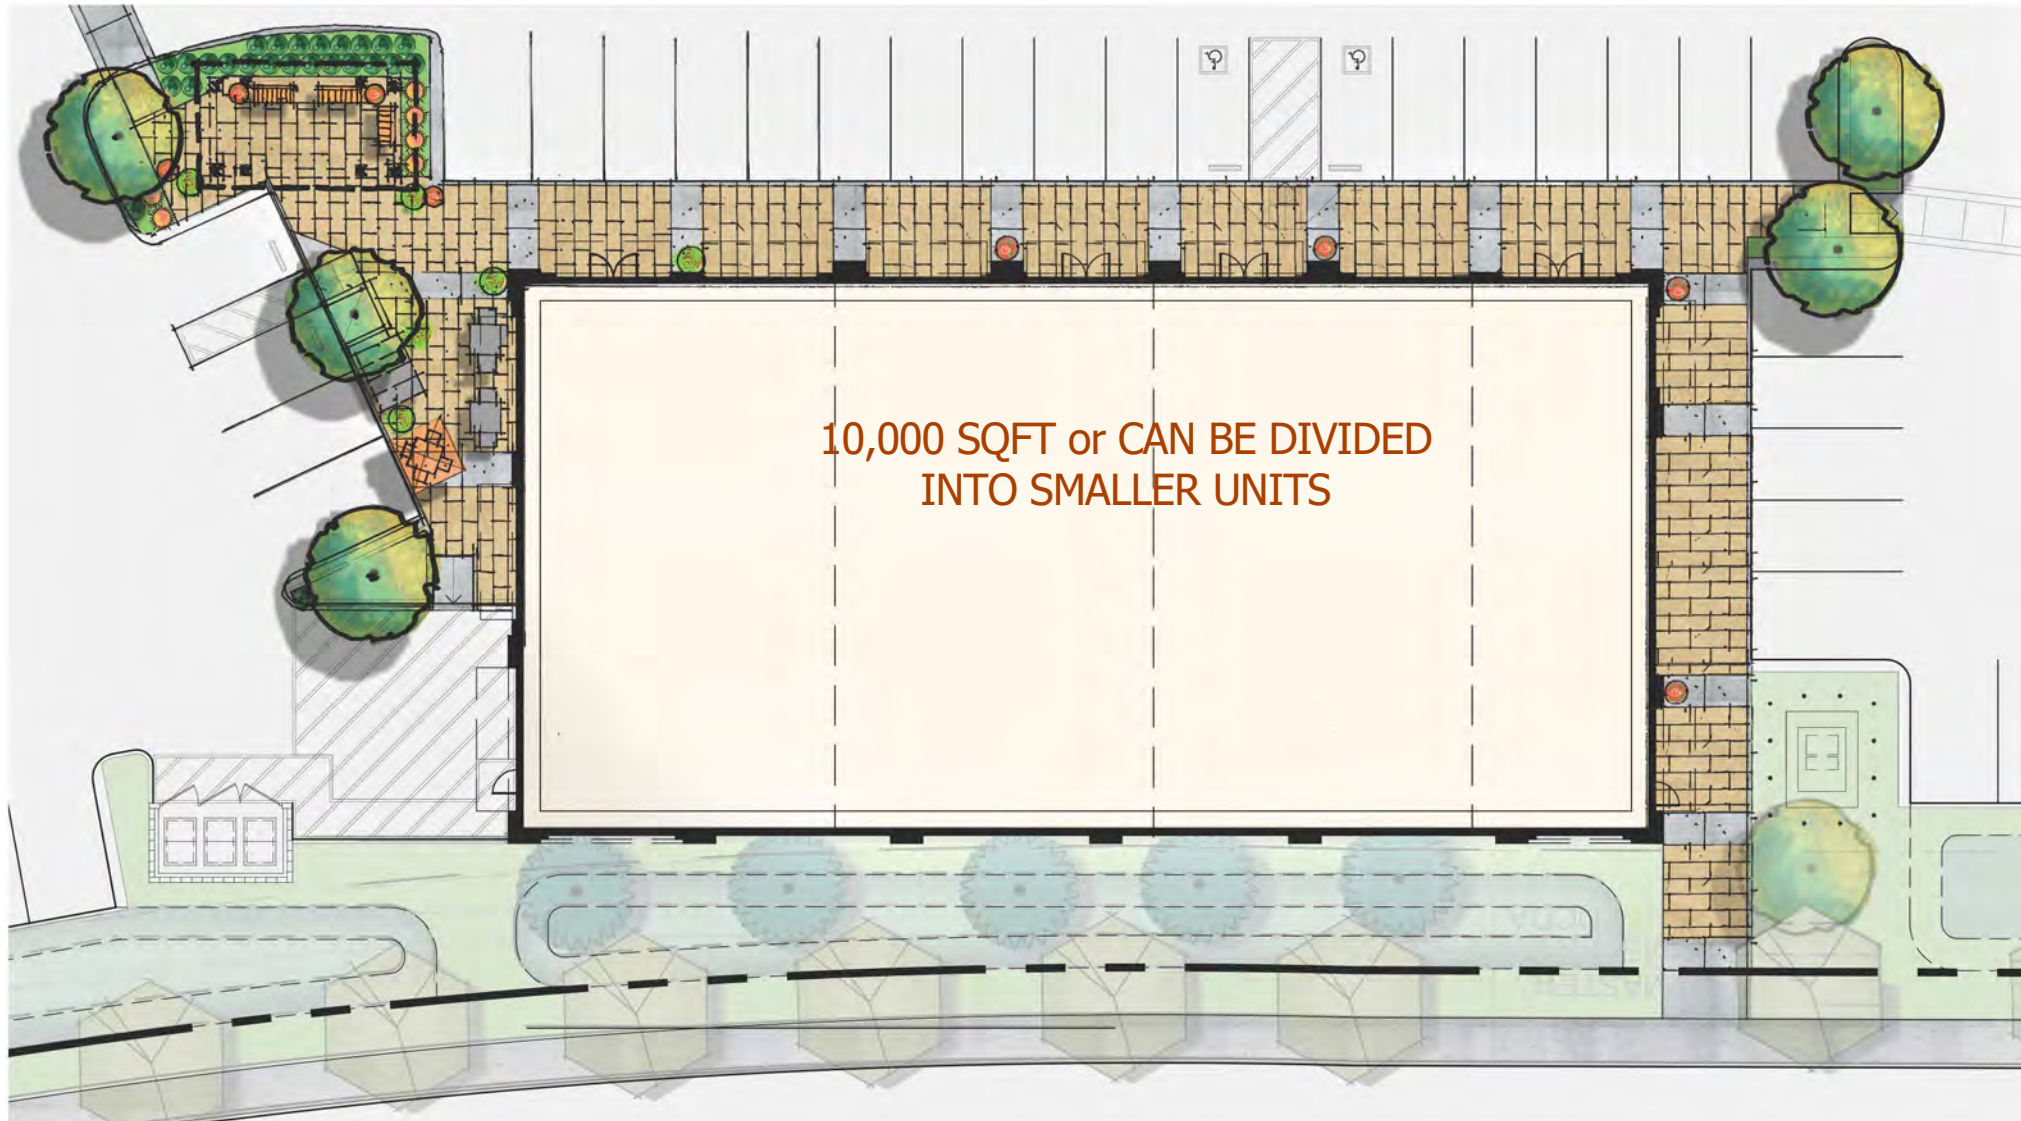 10,000 SQFT or CAN BE DIVIDED
INTO SMALLER UNITS